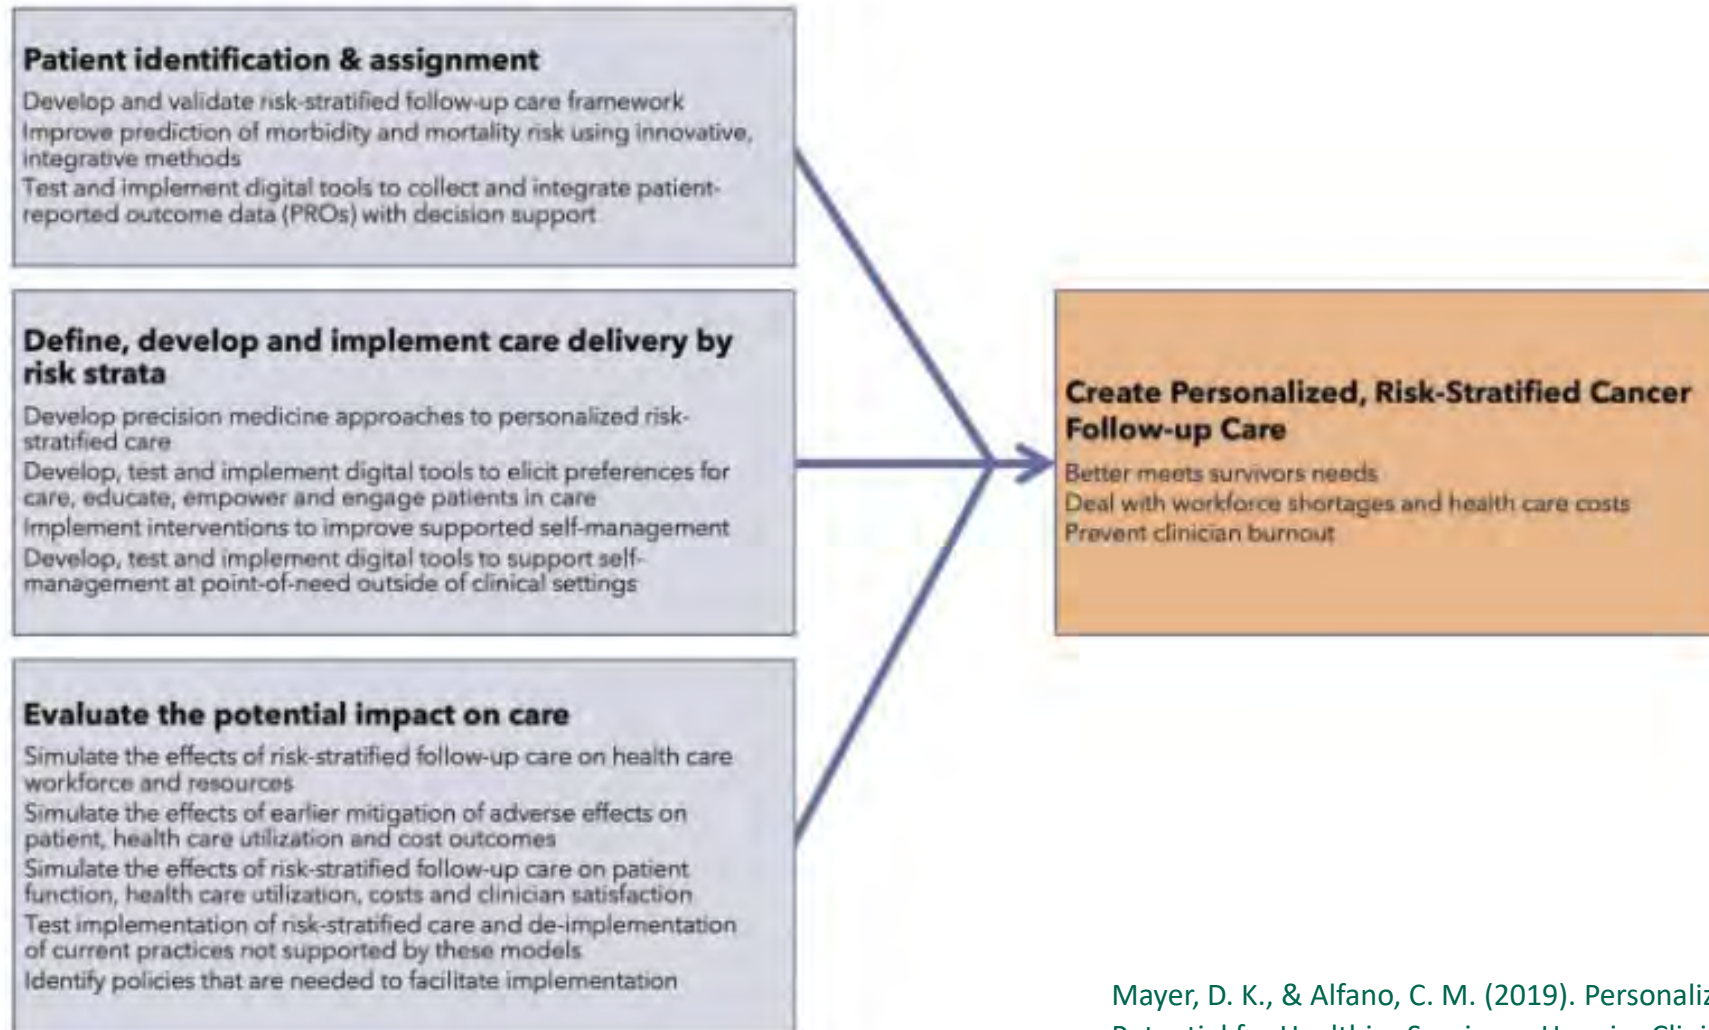 Patient identification & assignment
Develop and validate risk-stratified follow-up care framework
Improve prediction of morbidity and mortality risk using innovative,
integrative methods
Test and implement digital tools to collect and integrate patient-
reported outcome data (PROs) with decision support
Define, develop and implement care delivery by
risk strata
Develop precision medicine approaches to personalized risk-
stratified care
Develop, test and implement digital tools to elicit preferences for
care, educate, empower and engage patients in care
Implement interventions to improve supported self-management
Develop, test and implement digital tools to support self-
management at point-of-need outside of clinical settings
Evaluate the potential impact on care
Simulate the effects of risk-stratified follow-up care on health care
workforce and resources
Simulate the effects of earlier mitigation of adverse effects on
patient, health care utilization and cost outcomes
Simulate the effects of risk-stratified follow-up care on patient
function, health care utilization, costs and clinician satisfaction
Test implementation of risk-stratified care and de-implementation
of current practices not supported by these models
Identify policies that are needed to facilitate implementation
Create Personalized, Risk-Stratified Cancer
Follow-up Care
Better meets survivors needs
Deal with workforce shortages and health care costs
Prevent clinician burnout
Mayer, D. K., & Alfano, C. M. (2019). Personaliz